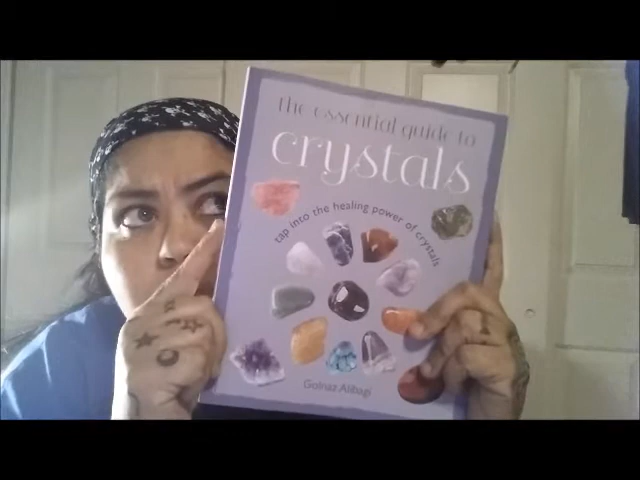 the essential guide to
crystals
tap into the healing power of crystals
Golnaz Alibagi